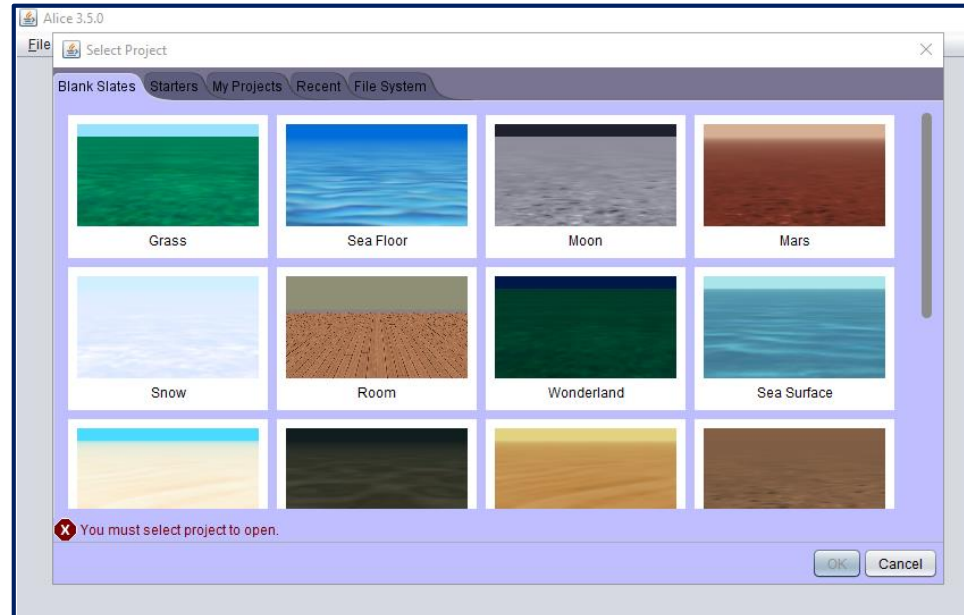 Alice 3.5.0
File
Select Project
Blank Slates Starters My Projects Recent File System
Grass Sea Floor Moon Mars
Snow Room Wonderland Sea Surface
X You must select project to open.
OK Cancel